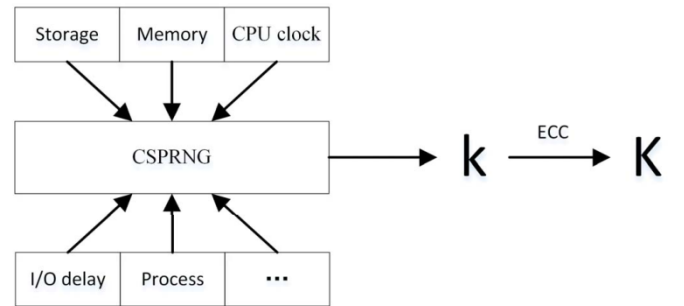 Storage Memory CPU clock
CSPRNG
k ECC K
I/O delay Process ...